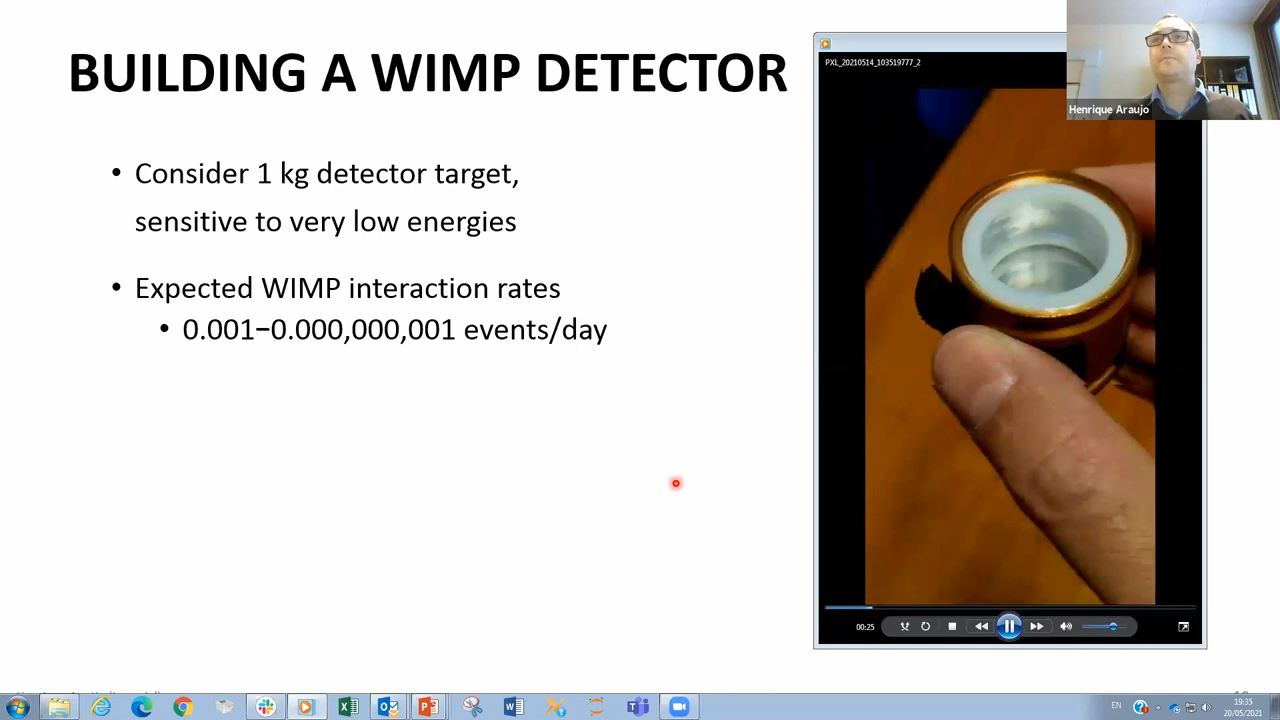 BUILDING A WIMP DETECTOR
• Consider 1 kg detector target,
sensitive to very low energies
• Expected WIMP interaction rates
• 0.001−0.000,000,001 events/day
PXL_20210514_103519777_2
Henrique Araujo
00:25
EN
19:35
20/05/2021